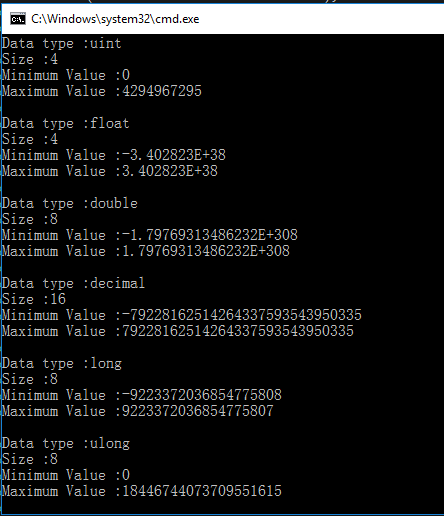 C:\Windows\system32\cmd.exe
Data type :uint
Size :4
Minimum Value :0
Maximum Value :4294967295
Data type :float
Size :4
Minimum Value :-3.402823E+38
Maximum Value :3.402823E+38
Data type :double
Size :8
Minimum Value :-1.79769313486232E+308
Maximum Value :1.79769313486232E+308
Data type :decimal
Size :16
Minimum Value :-79228162514264337593543950335
Maximum Value :79228162514264337593543950335
Data type :long
Size :8
Minimum Value :-9223372036854775808
Maximum Value :9223372036854775807
Data type :ulong
Size :8
Minimum Value :0
Maximum Value :18446744073709551615